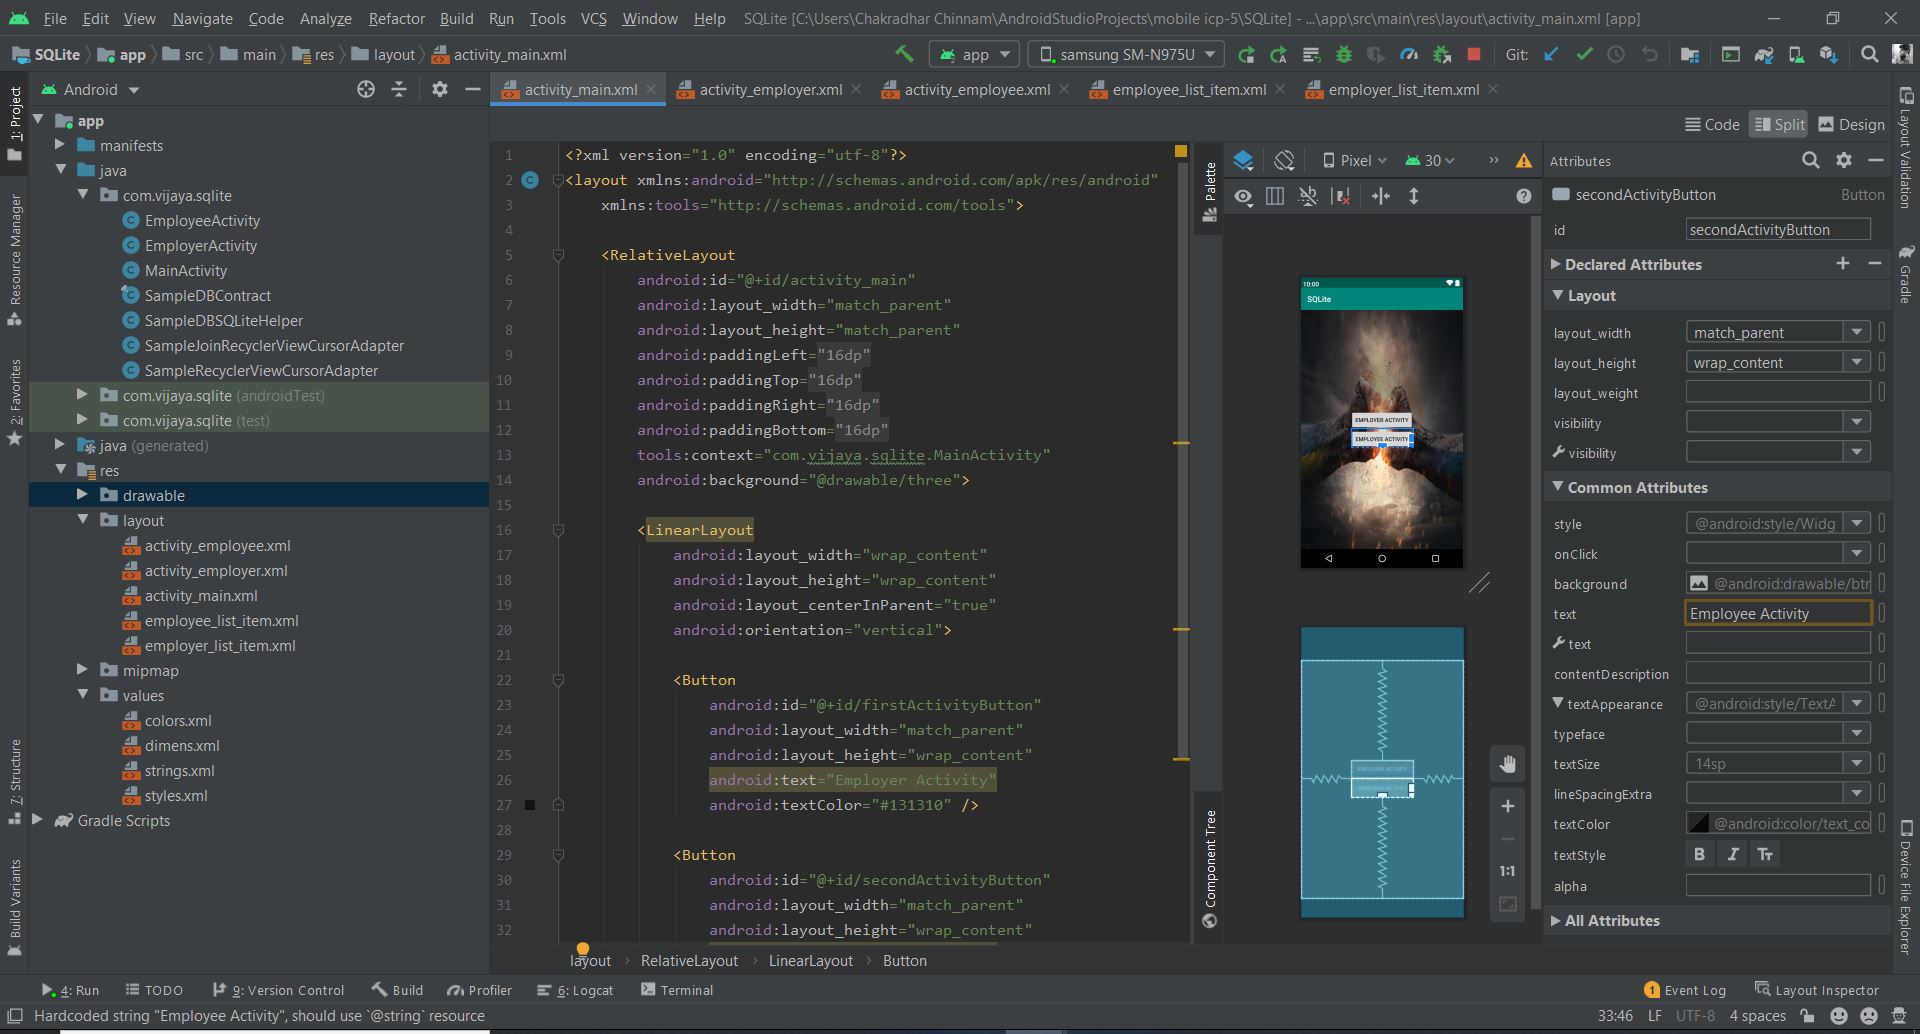 File Edit View Navigate Code Analyze Refactor Build Run Tools VCS Window Help SQLite [C:\Users\Chakradhar Chinnam\AndroidStudioProjects\mobile icp-5\SQLite] - ...\app\src\main\res\layout\activity_main.xml [app]
SQLite app src main res layout activity_main.xml app samsung SM-N975U Git:
Android
activity_main.xml activity_employer.xml activity_employee.xml employee_list_item.xml employer_list_item.xml
Code Split Design
1: Project
Resource Manager
2: Favorites
7: Structure
Build Variants
app
manifests
java
com.vijaya.sqlite
EmployeeActivity
EmployerActivity
MainActivity
SampleDBContract
SampleDBSQLiteHelper
SampleJoinRecyclerViewCursorAdapter
SampleRecyclerViewCursorAdapter
com.vijaya.sqlite (androidTest)
com.vijaya.sqlite (test)
java (generated)
res
drawable
layout
activity_employee.xml
activity_employer.xml
activity_main.xml
employee_list_item.xml
employer_list_item.xml
mipmap
values
colors.xml
dimens.xml
strings.xml
styles.xml
Gradle Scripts
1 <?xml version="1.0" encoding="utf-8"?>
2 <layout xmlns:android="http://schemas.android.com/apk/res/android"
3 xmlns:tools="http://schemas.android.com/tools">
4
5 <RelativeLayout
6 android:id="@+id/activity_main"
7 android:layout_width="match_parent"
8 android:layout_height="match_parent"
9 android:paddingLeft="16dp"
10 android:paddingTop="16dp"
11 android:paddingRight="16dp"
12 android:paddingBottom="16dp"
13 tools:context="com.vijaya.sqlite.MainActivity"
14 android:background="@drawable/three">
15
16 <LinearLayout
17 android:layout_width="wrap_content"
18 android:layout_height="wrap_content"
19 android:layout_centerInParent="true"
20 android:orientation="vertical">
21
22 <Button
23 android:id="@+id/firstActivityButton"
24 android:layout_width="match_parent"
25 android:layout_height="wrap_content"
26 android:text="Employer Activity"
27 android:textColor="#131310" />
28
29 <Button
30 android:id="@+id/secondActivityButton"
31 android:layout_width="match_parent"
32 android:layout_height="wrap_content"
layout RelativeLayout LinearLayout Button
Palette
Component Tree
Pixel 30
10:00
SQLite
EMPLOYER ACTIVITY
EMPLOYEE ACTIVITY
EMPLOYER ACTIVITY
EMPLOYEE ACTIVITY
1:1
Attributes
secondActivityButton Button
id secondActivityButton
Declared Attributes
Layout
layout_width match_parent
layout_height wrap_content
layout_weight
visibility
visibility
Common Attributes
style @android:style/Widg
onClick
background @android:drawable/btr
text Employee Activity
text
contentDescription
textAppearance @android:style/TextA
typeface
textSize 14sp
lineSpacingExtra
textColor @android:color/text_co
textStyle B I Tt
alpha
All Attributes
Layout Validation
Gradle
Device File Explorer
4: Run TODO 9: Version Control Build Profiler 6: Logcat Terminal 1 Event Log Layout Inspector
Hardcoded string "Employee Activity", should use `@string` resource 33:46 LF UTF-8 4 spaces